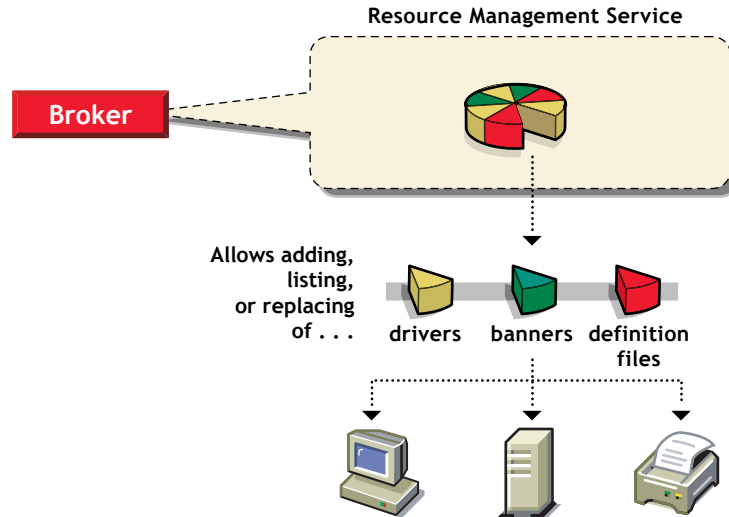 Resource Management Service
Broker
Allows adding,
listing,
or replacing
of . . .
drivers
banners
definition
files